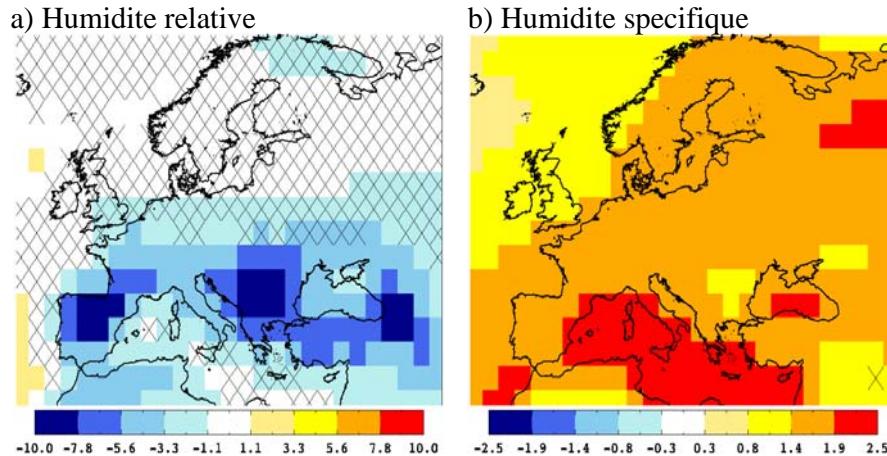 a) Humidite relative
b) Humidite specifique
-10.0 -7.8 -5.6 -3.3 -1.1 1.1 3.3 5.6 7.8 10.0
-2.5 -1.9 -1.4 -0.8 -0.3 0.3 0.8 1.4 1.9 2.5